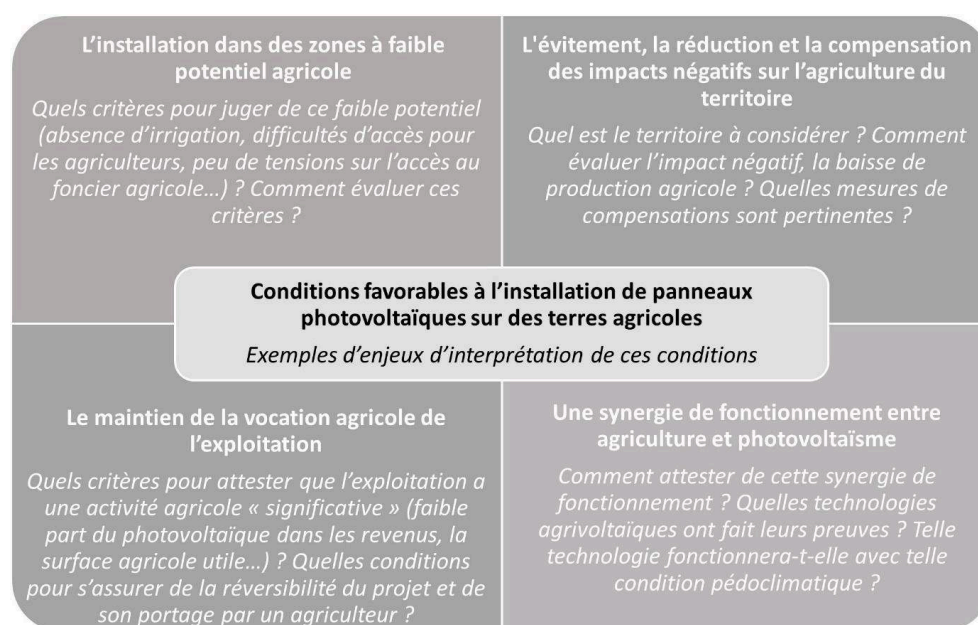 L’installation dans des zones à faible
potentiel agricole
Quels critères pour juger de ce faible potentiel
(absence d’irrigation, difficultés d’accès pour
les agriculteurs, peu de tensions sur l’accès au
foncier agricole…) ? Comment évaluer ces
critères ?
L'évitement, la réduction et la compensation
des impacts négatifs sur l’agriculture du
territoire
Quel est le territoire à considérer ? Comment
évaluer l’impact négatif, la baisse de
production agricole ? Quelles mesures de
compensations sont pertinentes ?
Conditions favorables à l’installation de panneaux
photovoltaïques sur des terres agricoles
Exemples d’enjeux d’interprétation de ces conditions
Le maintien de la vocation agricole de
l’exploitation
Quels critères pour attester que l’exploitation a
une activité agricole « significative » (faible
part du photovoltaïque dans les revenus, la
surface agricole utile…) ? Quelles conditions
pour s’assurer de la réversibilité du projet et de
son portage par un agriculteur ?
Une synergie de fonctionnement entre
agriculture et photovoltaïsme
Comment attester de cette synergie de
fonctionnement ? Quelles technologies
agrivoltaïques ont fait leurs preuves ? Telle
technologie fonctionnera-t-elle avec telle
condition pédoclimatique ?